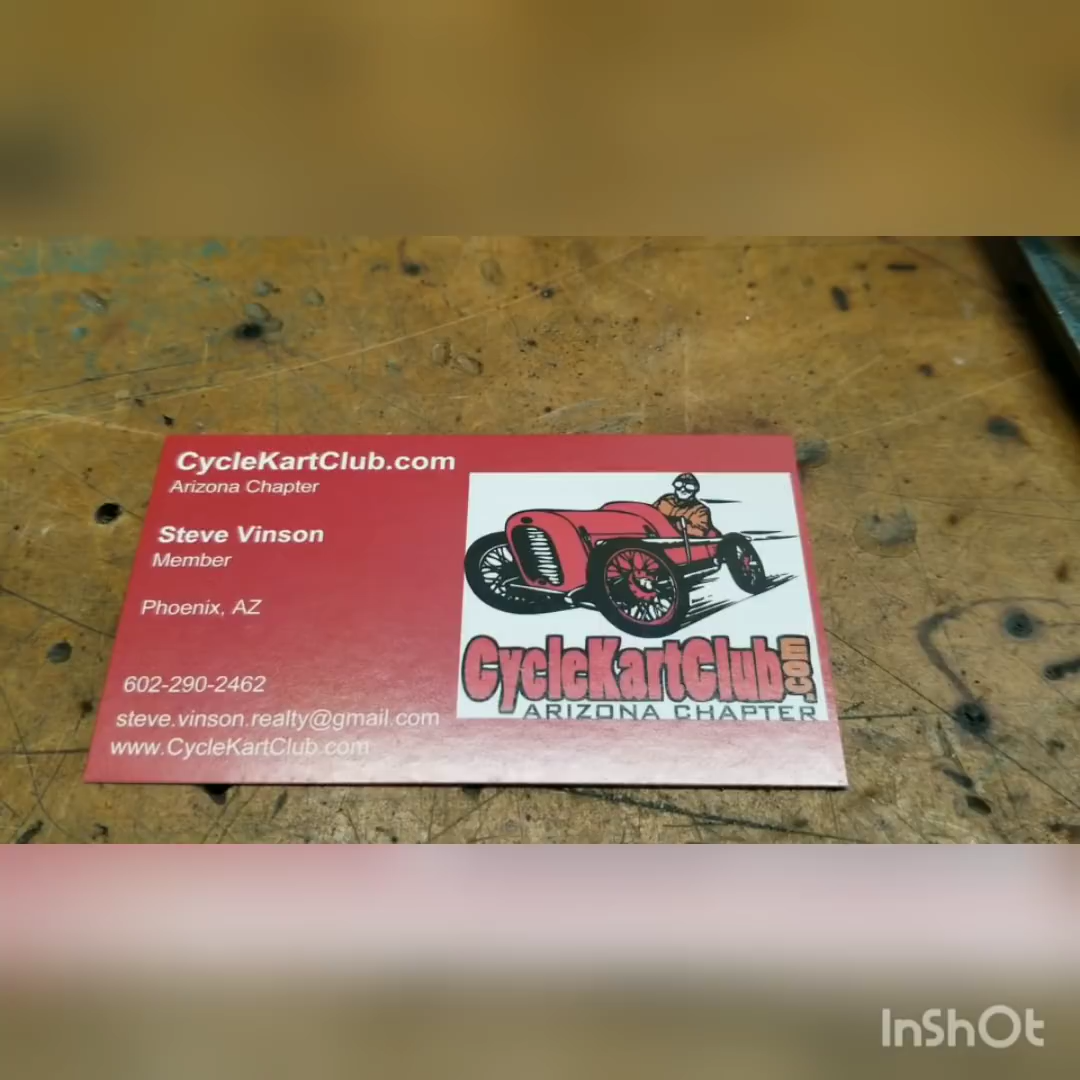 CycleKartClub.com
Arizona Chapter
Steve Vinson
Member
Phoenix, AZ
602-290-2462
steve.vinson.realty@gmail.com
www.CycleKartClub.com
CycleKartClub.com
ARIZONA CHAPTER
InShOt